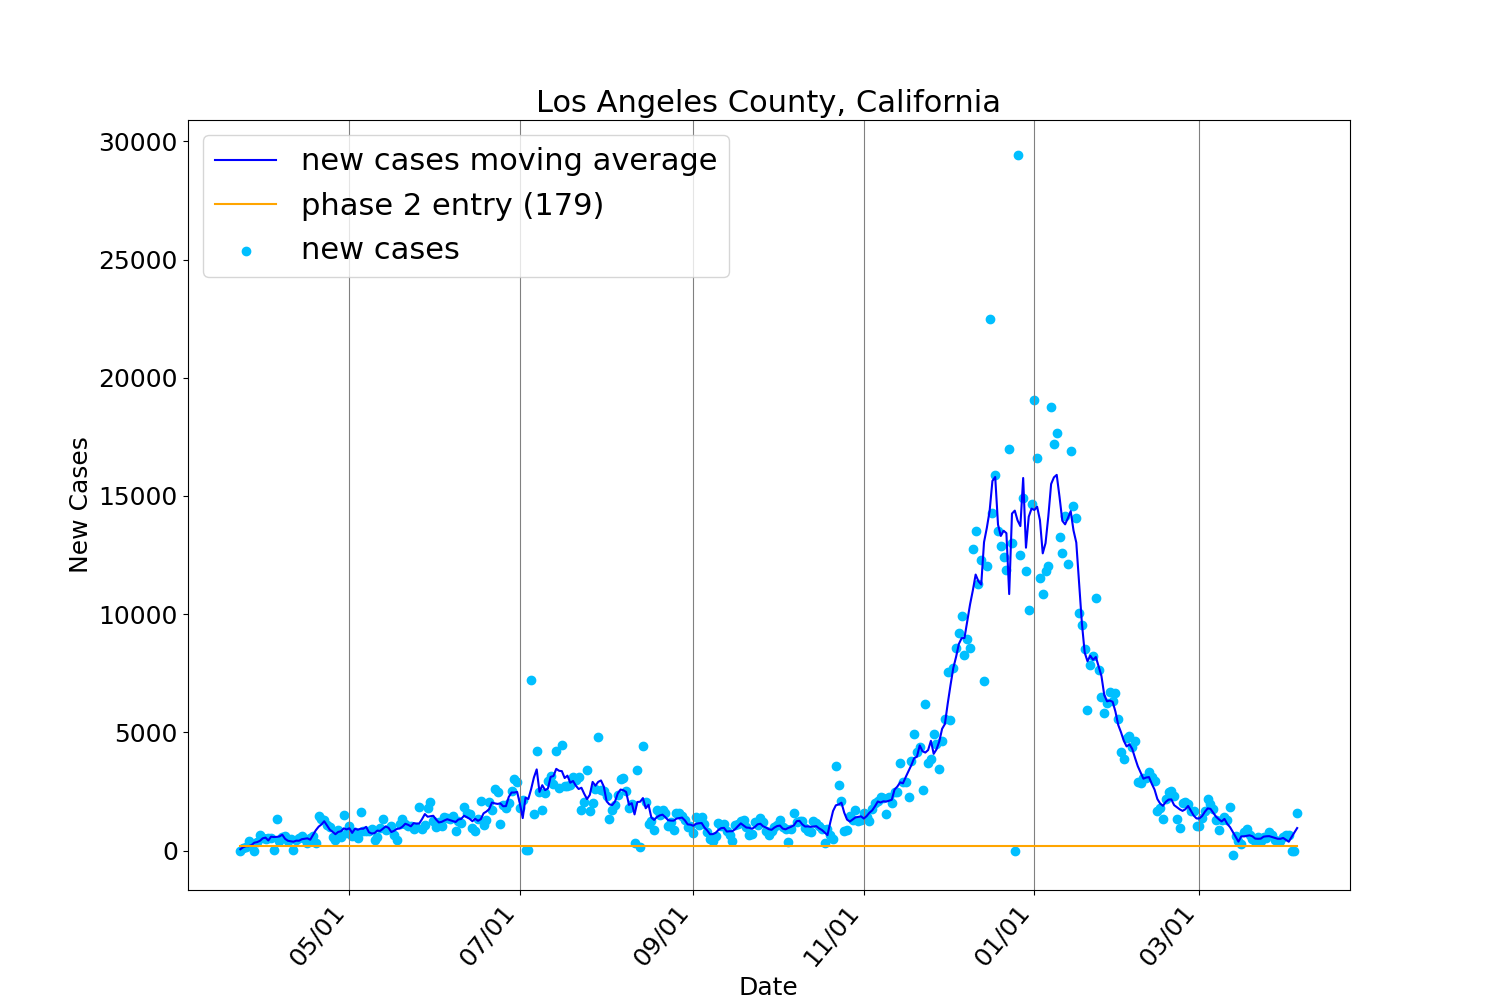 Los Angeles County, California
30000
25000
20000
15000
10000
5000
0
New Cases
new cases moving average
phase 2 entry (179)
new cases
05/01
07/01
09/01
11/01
01/01
03/01
Date